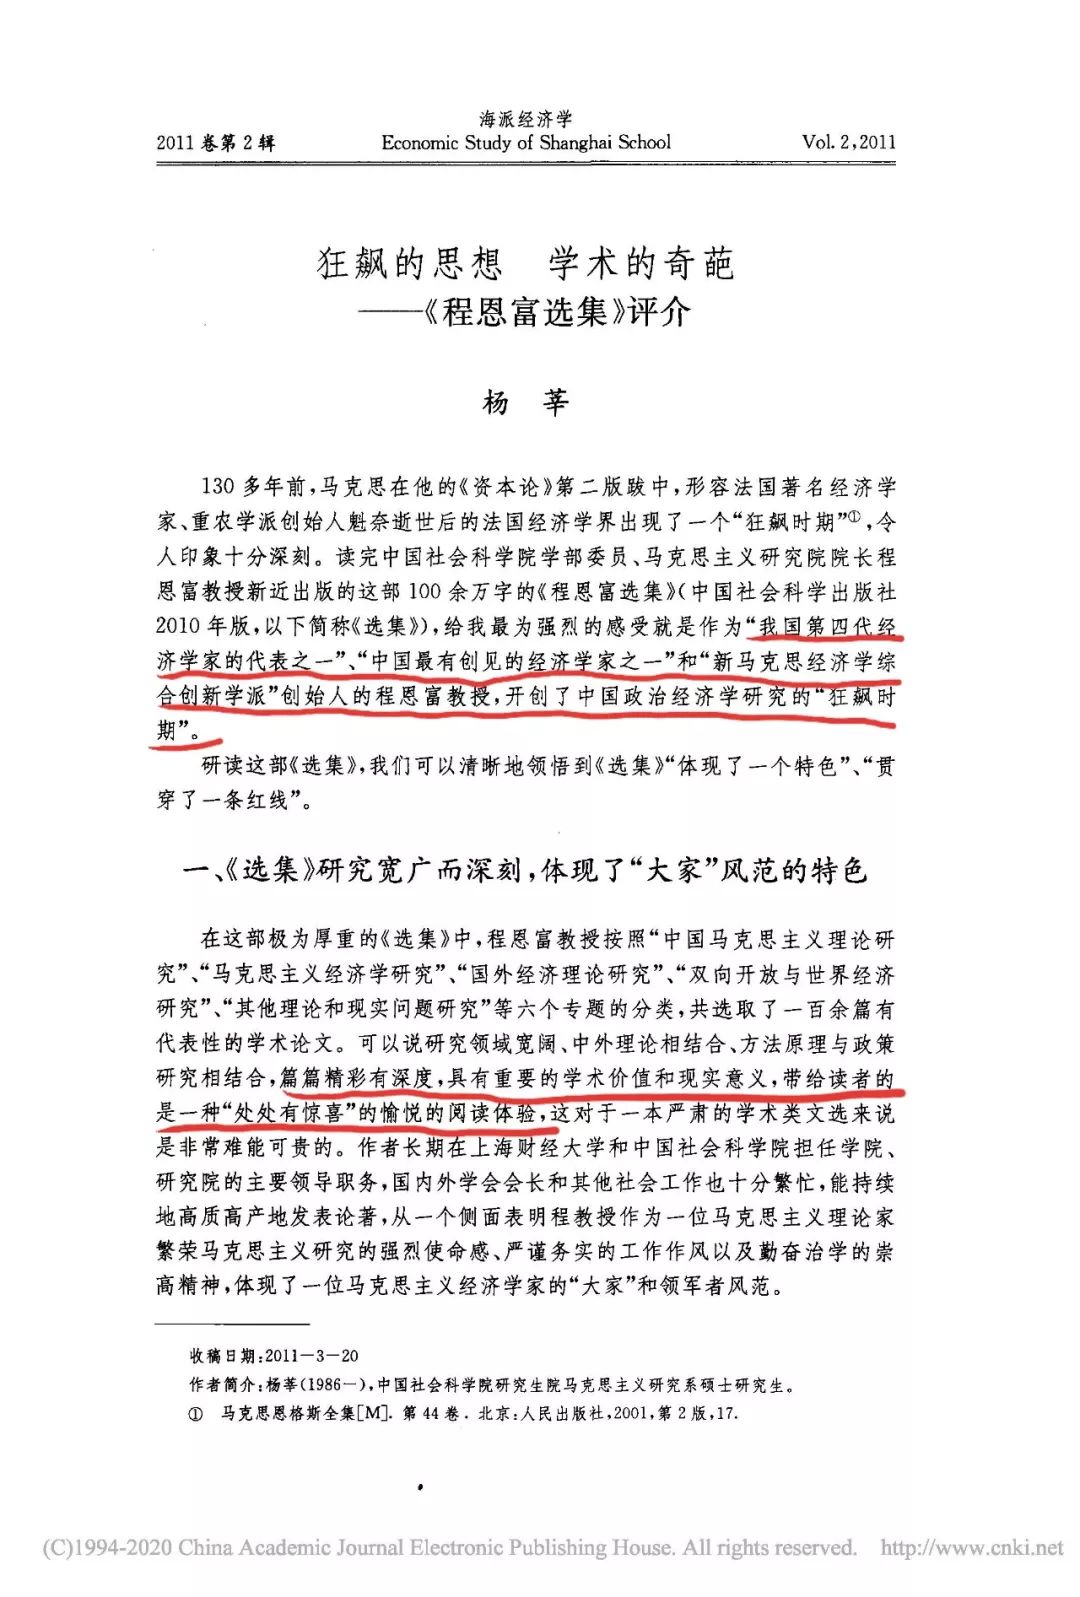 海派经济学
2011 卷第 2 辑 Economic Study of Shanghai School Vol. 2,2011
狂飙的思想 学术的奇葩
——《程恩富选集》评介
杨 莘
130 多年前,马克思在他的《资本论》第二版跋中,形容法国著名经济学
家、重农学派创始人魁奈逝世后的法国经济学界出现了一个“狂飙时期”①,令
人印象十分深刻。读完中国社会科学院学部委员、马克思主义研究院院长程
恩富教授新近出版的这部 100 余万字的《程恩富选集》(中国社会科学出版社
2010 年版,以下简称《选集》),给我最为强烈的感受就是作为“我国第四代经
济学家的代表之一”、“中国最有创见的经济学家之一”和“新马克思经济学综
合创新学派”创始人的程恩富教授,开创了中国政治经济学研究的“狂飙时
期”。
研读这部《选集》,我们可以清晰地领悟到《选集》“体现了一个特色”、“贯
穿了一条红线”。
一、《选集》研究宽广而深刻,体现了“大家”风范的特色
在这部极为厚重的《选集》中,程恩富教授按照“中国马克思主义理论研
究”、“马克思主义经济学研究”、“国外经济理论研究”、“双向开放与世界经济
研究”、“其他理论和现实问题研究”等六个专题的分类,共选取了一百余篇有
代表性的学术论文。可以说研究领域宽阔、中外理论相结合、方法原理与政策
研究相结合,篇篇精彩有深度,具有重要的学术价值和现实意义,带给读者的
是一种“处处有惊喜”的愉悦的阅读体验,这对于一本严肃的学术类文选来说
是非常难能可贵的。作者长期在上海财经大学和中国社会科学院担任学院、
研究院的主要领导职务,国内外学会会长和其他社会工作也十分繁忙,能持续
地高质高产地发表论著,从一个侧面表明程教授作为一位马克思主义理论家
繁荣马克思主义研究的强烈使命感、严谨务实的工作作风以及勤奋治学的崇
高精神,体现了一位马克思主义经济学家的“大家”和领军者风范。
收稿日期:2011－3－20
作者简介:杨莘(1986－),中国社会科学院研究生院马克思主义研究系硕士研究生。
① 马克思恩格斯全集[M]. 第 44 卷. 北京:人民出版社,2001,第 2 版,17.
(C)1994-2020 China Academic Journal Electronic Publishing House. All rights reserved. http://www.cnki.net